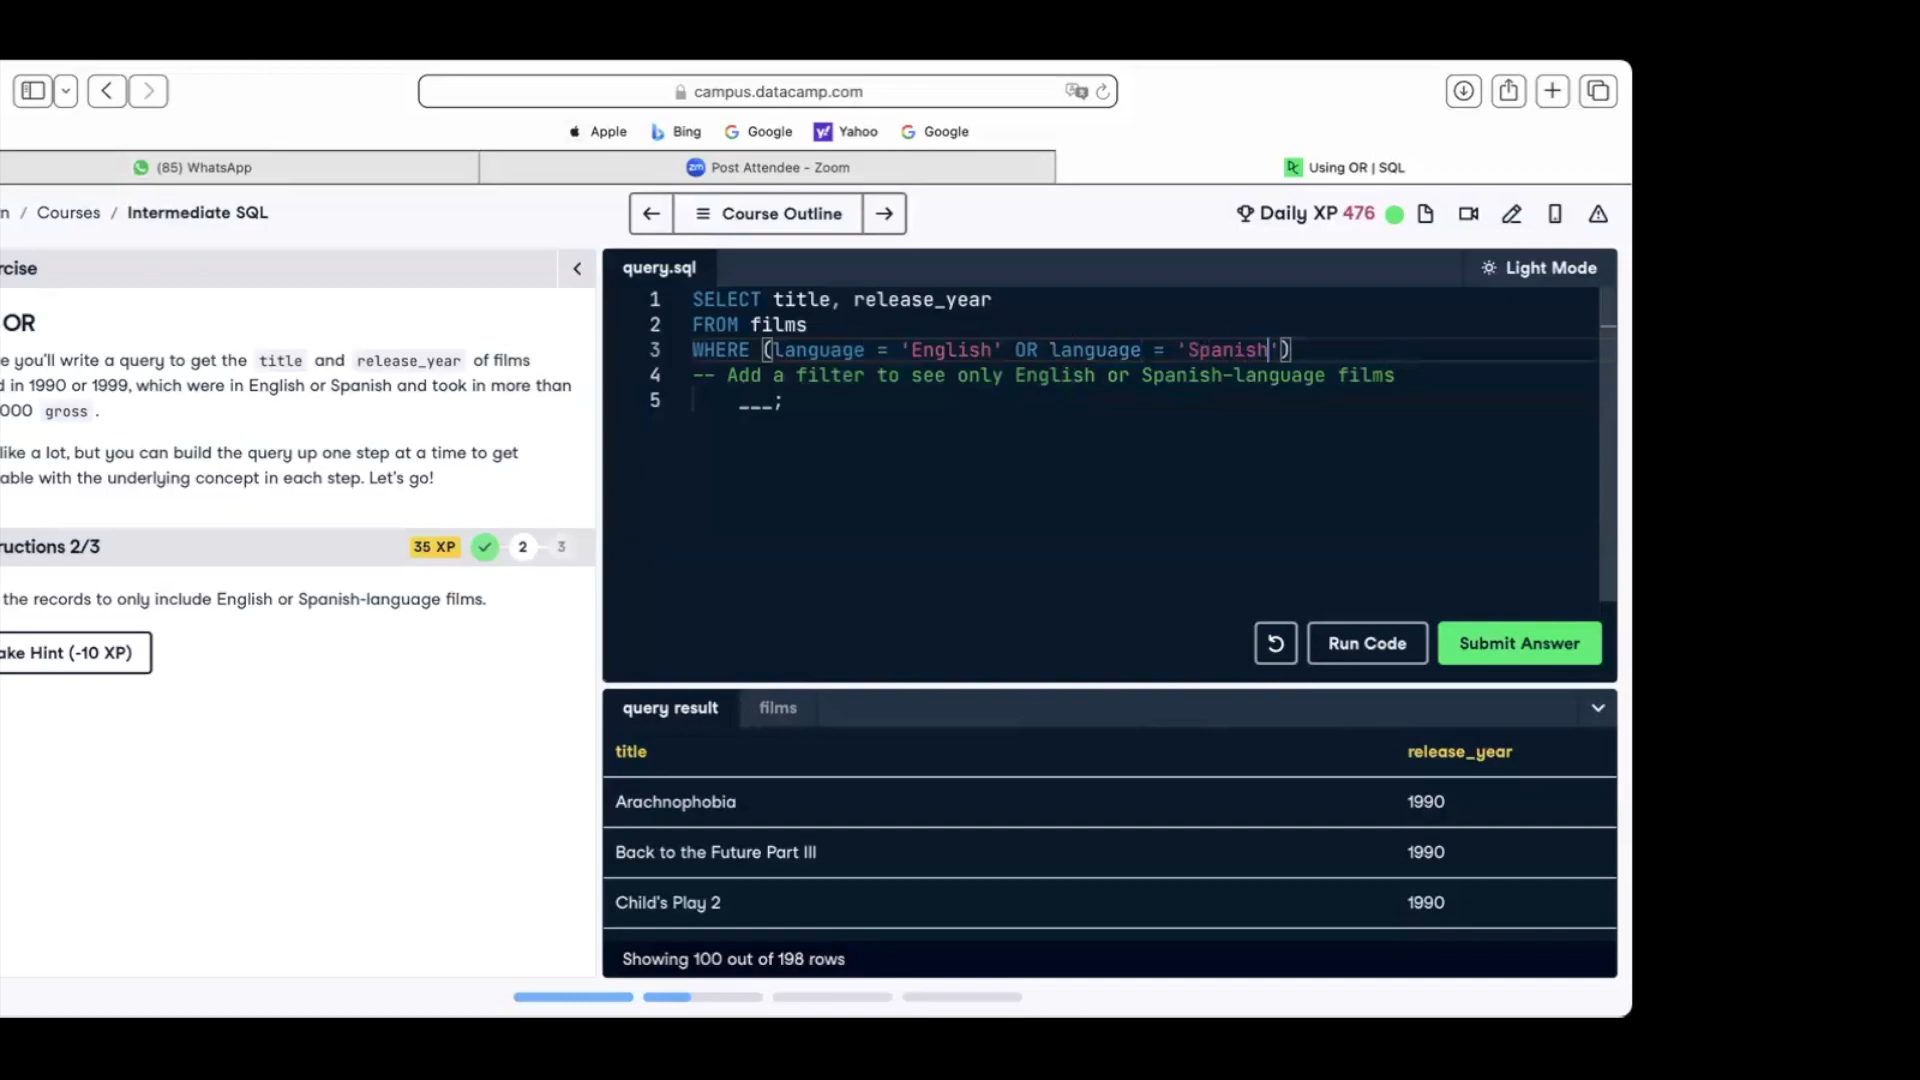 campus.datacamp.com
Apple Bing Google Yahoo Google
(85) WhatsApp Post Attendee - Zoom Using OR | SQL
n / Courses / Intermediate SQL
Course Outline
Daily XP 476
rcise
OR
e you'll write a query to get the title and release_year of films
d in 1990 or 1999, which were in English or Spanish and took in more than
000 gross .
like a lot, but you can build the query up one step at a time to get
able with the underlying concept in each step. Let's go!
ructions 2/3
35 XP 2 3
the records to only include English or Spanish-language films.
ake Hint (-10 XP)
query.sql
Light Mode
1 SELECT title, release_year
2 FROM films
3 WHERE (language = 'English' OR language = 'Spanish')
4 -- Add a filter to see only English or Spanish-language films
5 ___;
Run Code
Submit Answer
query result films
title release_year
Arachnophobia 1990
Back to the Future Part III 1990
Child's Play 2 1990
Showing 100 out of 198 rows